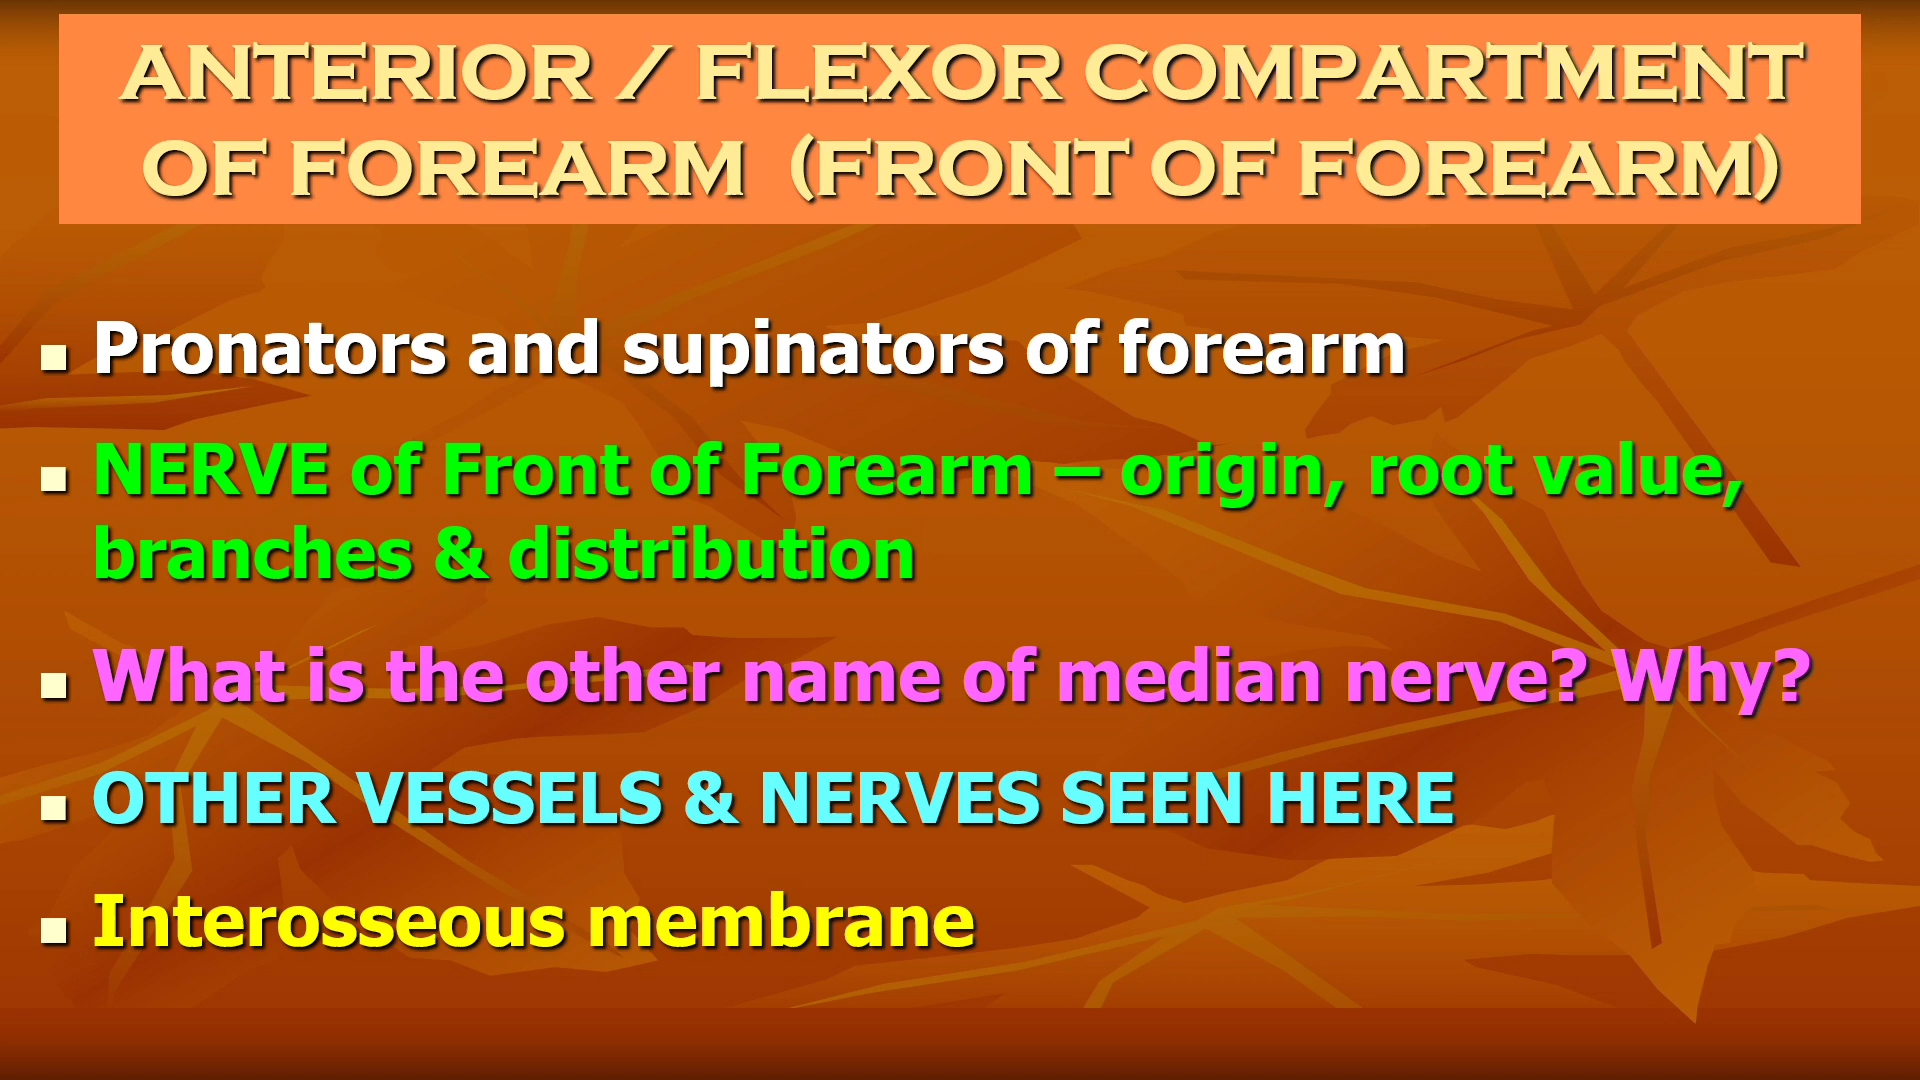 ANTERIOR / FLEXOR COMPARTMENT
OF FOREARM (FRONT OF FOREARM)
Pronators and supinators of forearm
NERVE of Front of Forearm – origin, root value,
branches & distribution
What is the other name of median nerve? Why?
OTHER VESSELS & NERVES SEEN HERE
Interosseous membrane